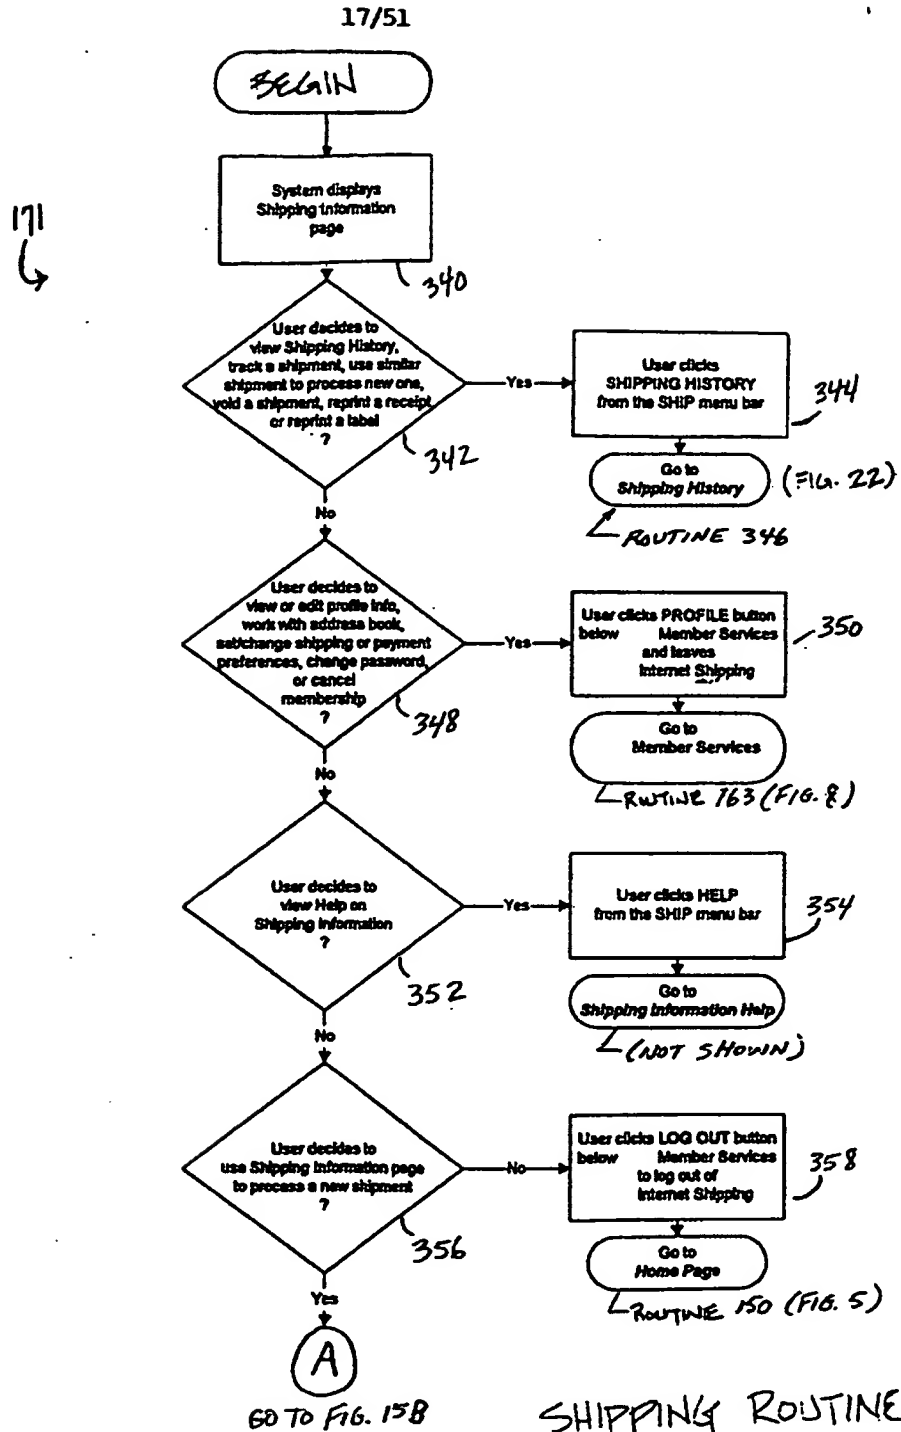 17/51
BEGIN
System displays
Shipping Information
page
171
340
User decides to
view Shipping History,
track a shipment, use similar
shipment to process new one,
void a shipment, reprint a receipt
or reprint a label
?
342
Yes
User clicks
SHIPPING HISTORY
from the SHIP menu bar
344
Go to
Shipping History
(FIG. 22)
ROUTINE 346
No
User decides to
view or edit profile info,
work with address book,
set/change shipping or payment
preferences, change password,
or cancel
membership
?
348
Yes
User clicks PROFILE button
below Member Services
and leaves
Internet Shipping
350
Go to
Member Services
ROUTINE 163 (FIG. 8)
No
User decides to
view Help on
Shipping Information
?
352
Yes
User clicks HELP
from the SHIP menu bar
354
Go to
Shipping Information Help
(NOT SHOWN)
No
User decides to
use Shipping Information page
to process a new shipment
?
356
No
User clicks LOG OUT button
below Member Services
to log out of
Internet Shipping
358
Go to
Home Page
ROUTINE 150 (FIG. 5)
Yes
A
GO TO FIG. 15B
SHIPPING ROUTINE